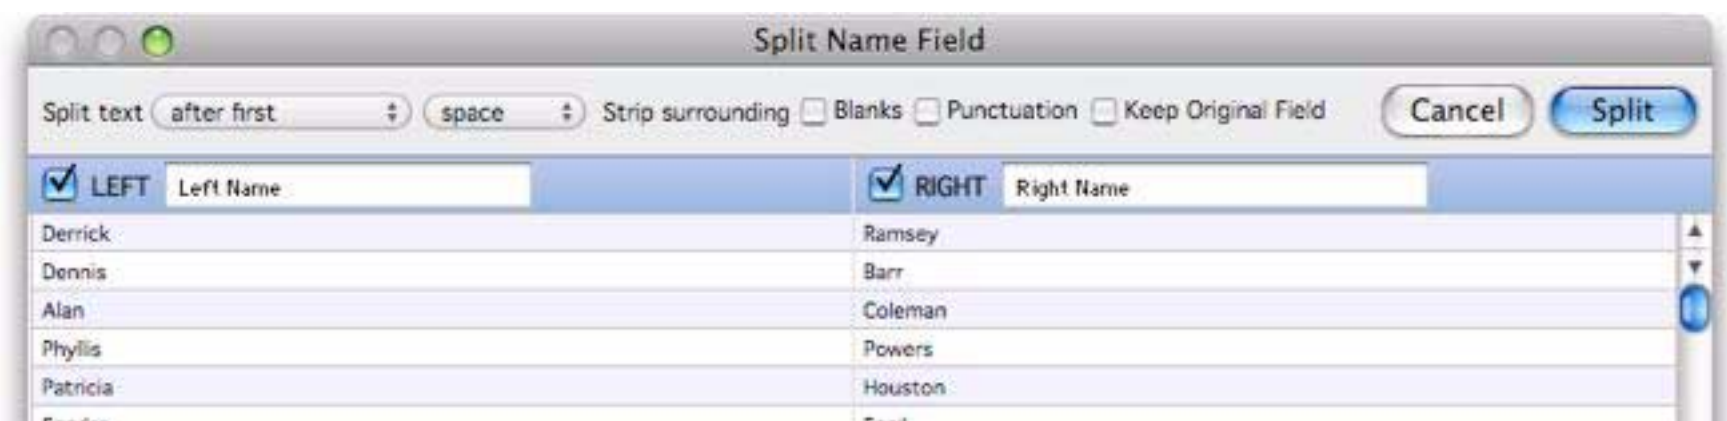 Split Name Field
Split text after first space Strip surrounding Blanks Punctuation Keep Original Field Cancel Split
LEFT Left Name RIGHT Right Name
Derrick Ramsey
Dennis Barr
Alan Coleman
Phyllis Powers
Patricia Houston